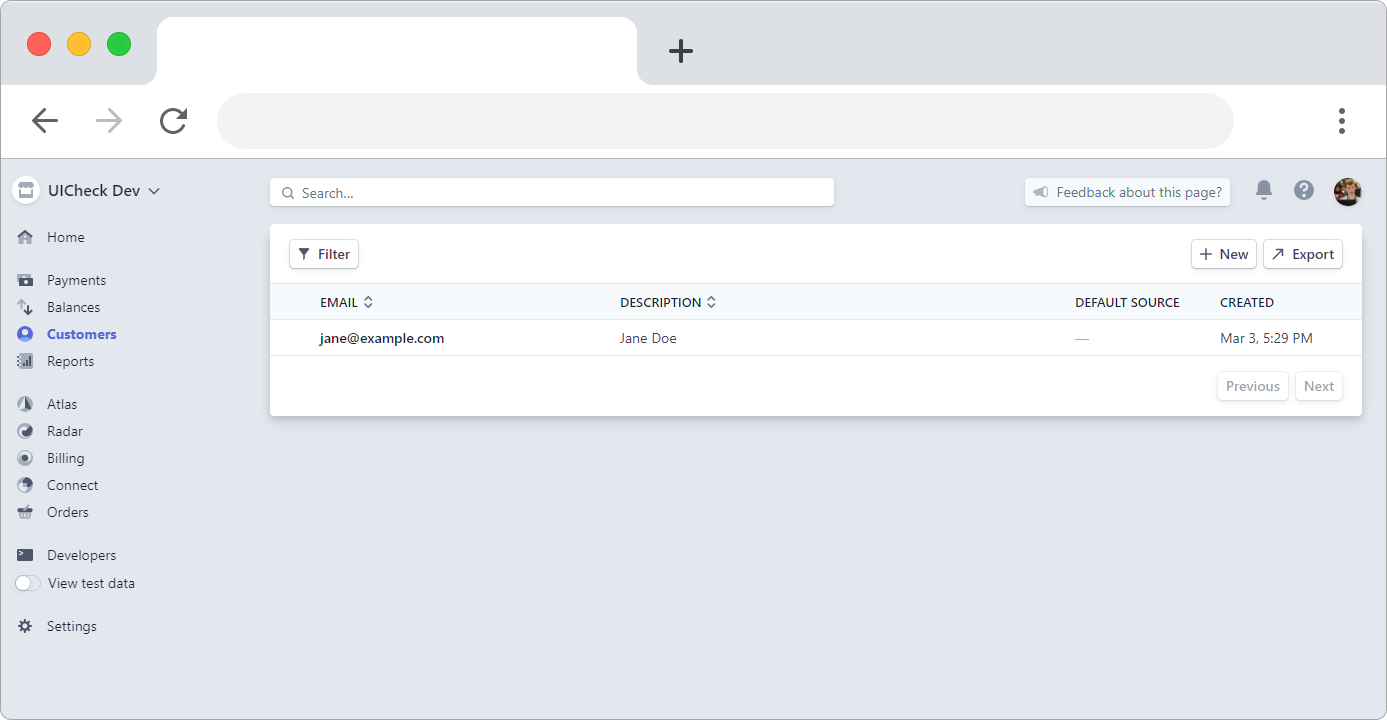 UICheck Dev
Search...
Feedback about this page?
Home
Payments
Balances
Customers
Reports
Atlas
Radar
Billing
Connect
Orders
Developers
View test data
Settings
Filter
New
Export
EMAIL DESCRIPTION DEFAULT SOURCE CREATED
jane@example.com Jane Doe — Mar 3, 5:29 PM
Previous Next